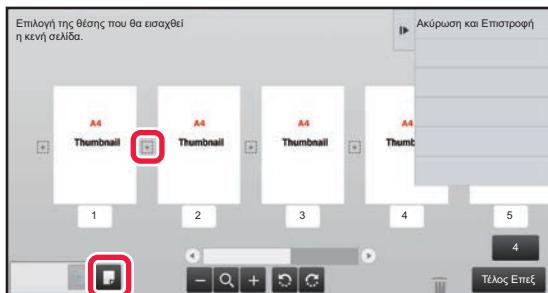 Επιλογή της θέσης που θα εισαχθεί
η κενή σελίδα.
Ακύρωση και Επιστροφή
A4
Thumbnail
A4
Thumbnail
A4
Thumbnail
A4
Thumb
1
2
3
4
5
4
Τέλος Επεξ